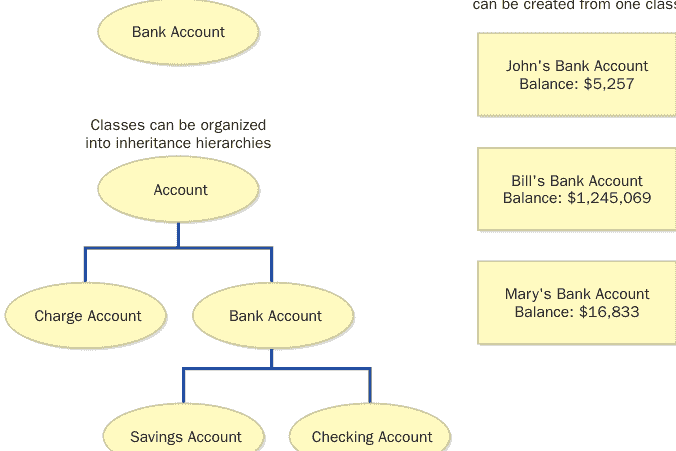 can be created from one class
Bank Account
John's Bank Account
Balance: $5,257
Classes can be organized
into inheritance hierarchies
Account
Bill's Bank Account
Balance: $1,245,069
Charge Account
Bank Account
Mary's Bank Account
Balance: $16,833
Savings Account
Checking Account